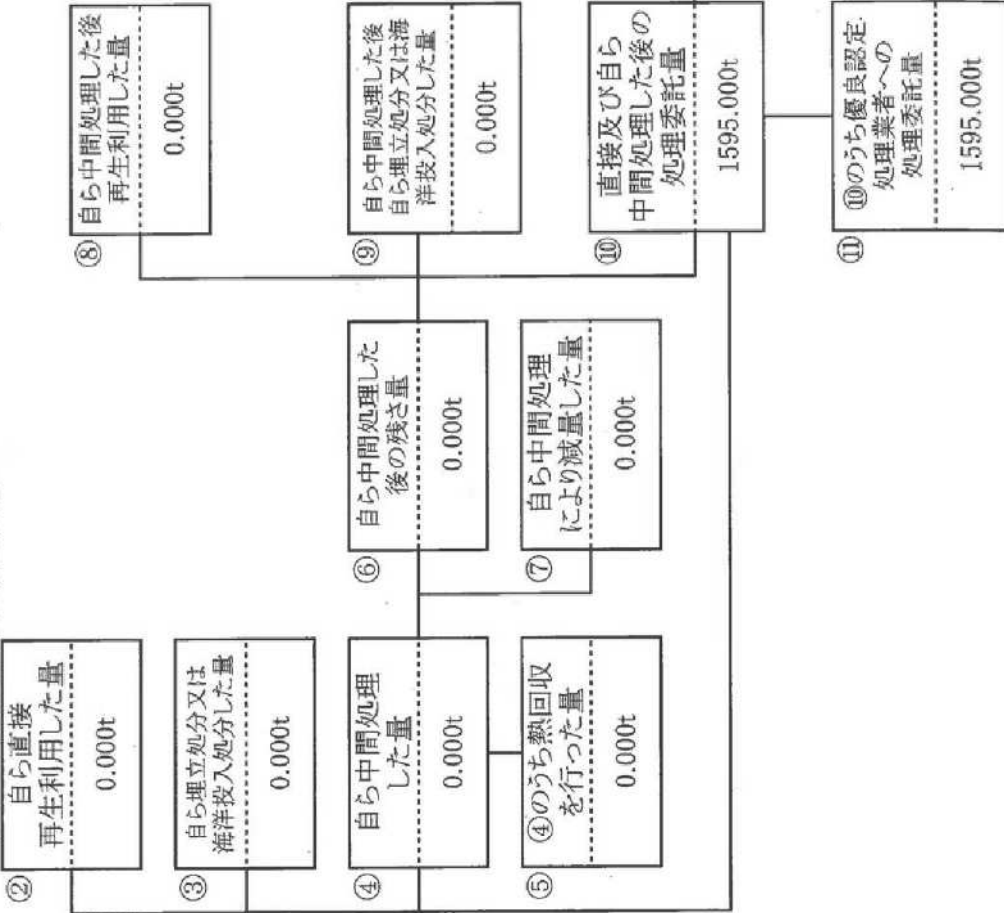 ②
自ら直接
再生利用した量
0.000t
③
自ら埋立処分又は
海洋投入処分した量
0.000t
④
自ら中間処理
した量
0.000t
⑤
④のうち熱回収
を行った量
0.000t
⑥
自ら中間処理した
後の残さ量
0.000t
⑦
自ら中間処理
により減量した量
0.000t
⑧
自ら中間処理した後
再生利用した量
0.000t
⑨
自ら中間処理した後
自ら埋立処分又は海
洋投入処分した量
0.000t
⑩
直接及び自ら
中間処理した後の
処理委託量
1595.000t
⑪
⑩のうち優良認定
処理業者への
処理委託量
1595.000t